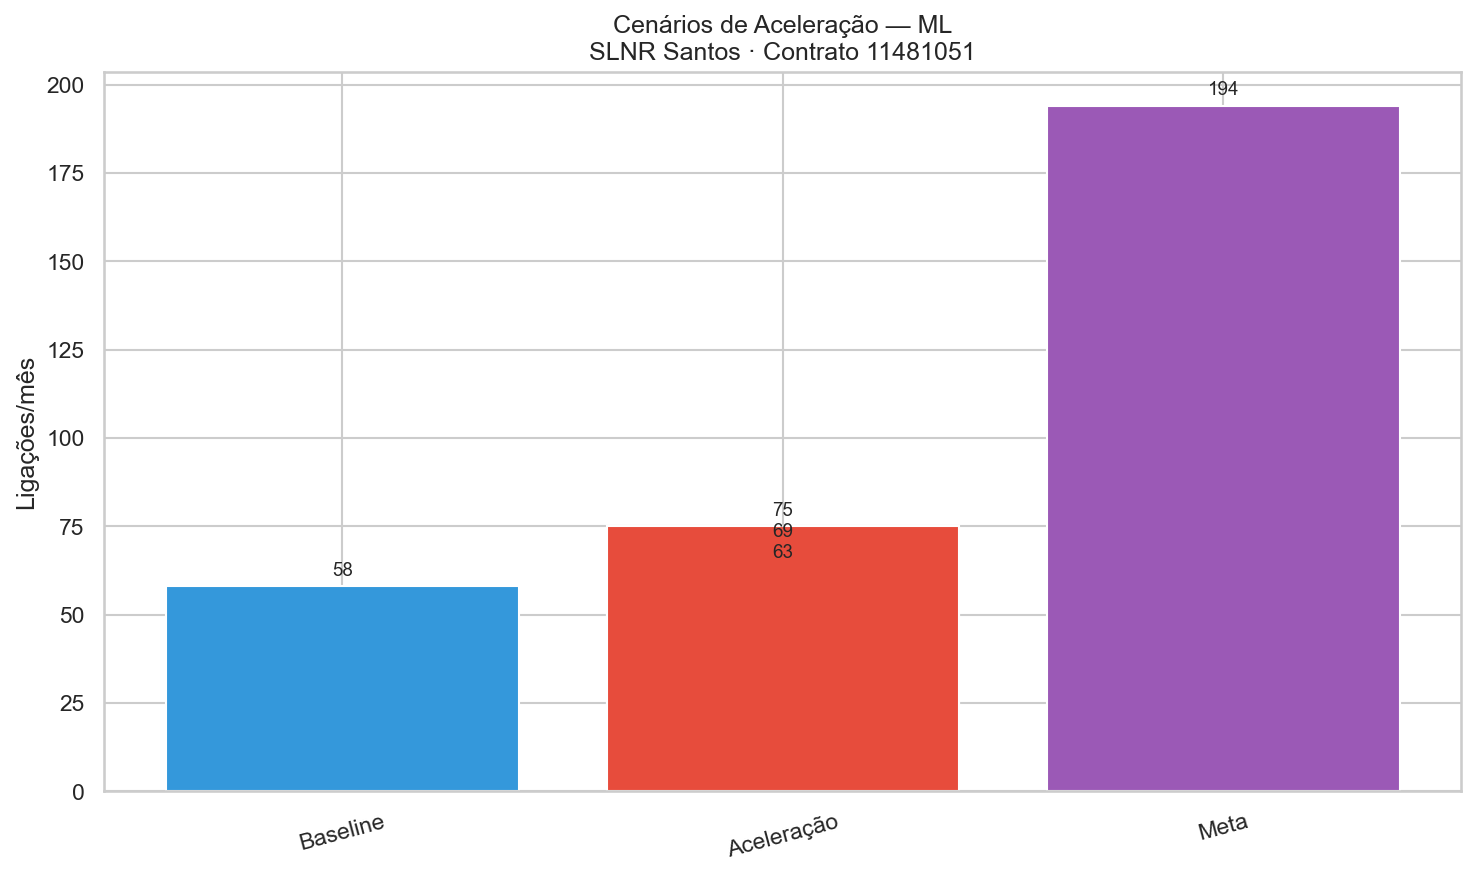 Cenários de Aceleração — ML
SLNR Santos · Contrato 11481051
Ligações/mês
200
175
150
125
100
75
50
25
0
58
75
69
63
194
Baseline
Aceleração
Meta